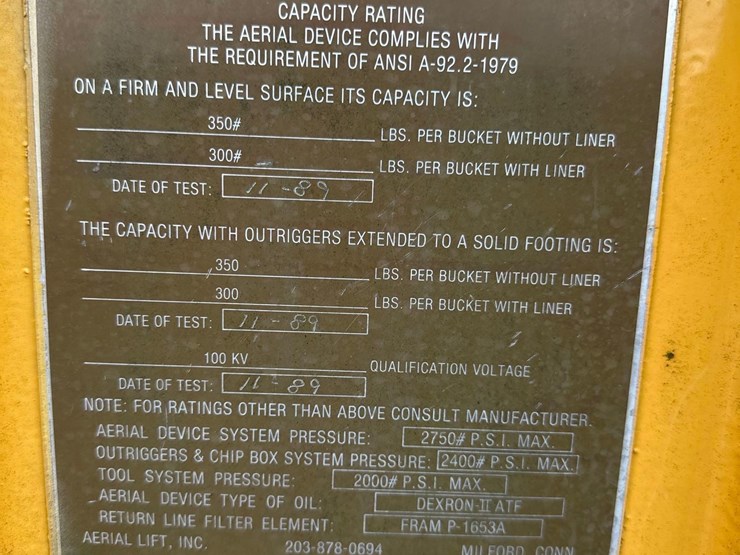 CAPACITY RATING
THE AERIAL DEVICE COMPLIES WITH
THE REQUIREMENT OF ANSI A-92.2-1979
ON A FIRM AND LEVEL SURFACE ITS CAPACITY IS:
350# LBS. PER BUCKET WITHOUT LINER
300# LBS. PER BUCKET WITH LINER
DATE OF TEST: 11-89
THE CAPACITY WITH OUTRIGGERS EXTENDED TO A SOLID FOOTING IS:
350 LBS. PER BUCKET WITHOUT LINER
300 LBS. PER BUCKET WITH LINER
DATE OF TEST: 11-89
100 KV QUALIFICATION VOLTAGE
DATE OF TEST: 11-89
NOTE: FOR RATINGS OTHER THAN ABOVE CONSULT MANUFACTURER.
AERIAL DEVICE SYSTEM PRESSURE: 2750# P.S.I. MAX.
OUTRIGGERS & CHIP BOX SYSTEM PRESSURE: 2400# P.S.I. MAX.
TOOL SYSTEM PRESSURE: 2000# P.S.I. MAX.
AERIAL DEVICE TYPE OF OIL: DEXRON-II ATF
RETURN LINE FILTER ELEMENT: FRAM P-1653A
AERIAL LIFT, INC. 203-878-0694 MILFORD, CONN